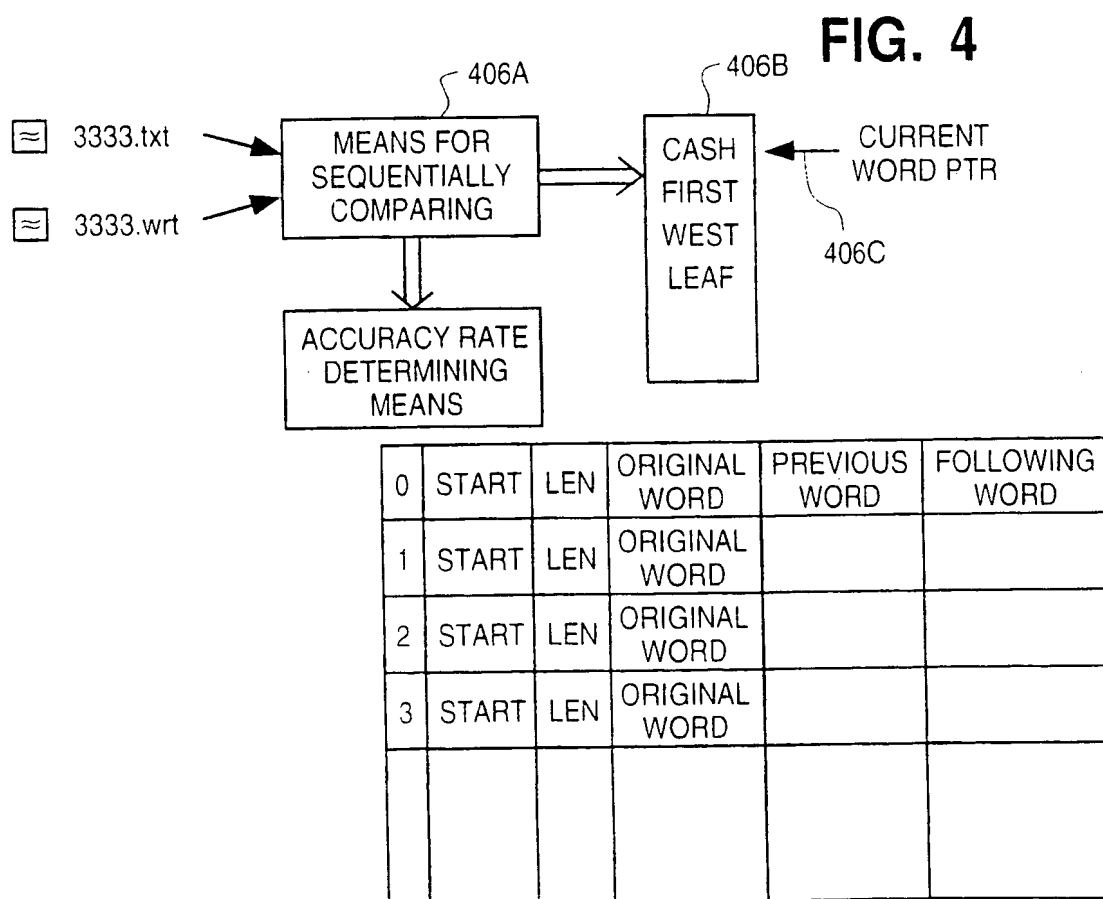 FIG. 4
406A
406B
3333.txt
3333.wrt
MEANS FOR
SEQUENTIALLY
COMPARING
CASH
FIRST
WEST
LEAF
CURRENT
WORD PTR
406C
ACCURACY RATE
DETERMINING
MEANS
0 START LEN ORIGINAL WORD PREVIOUS WORD FOLLOWING WORD
1 START LEN ORIGINAL WORD
2 START LEN ORIGINAL WORD
3 START LEN ORIGINAL WORD